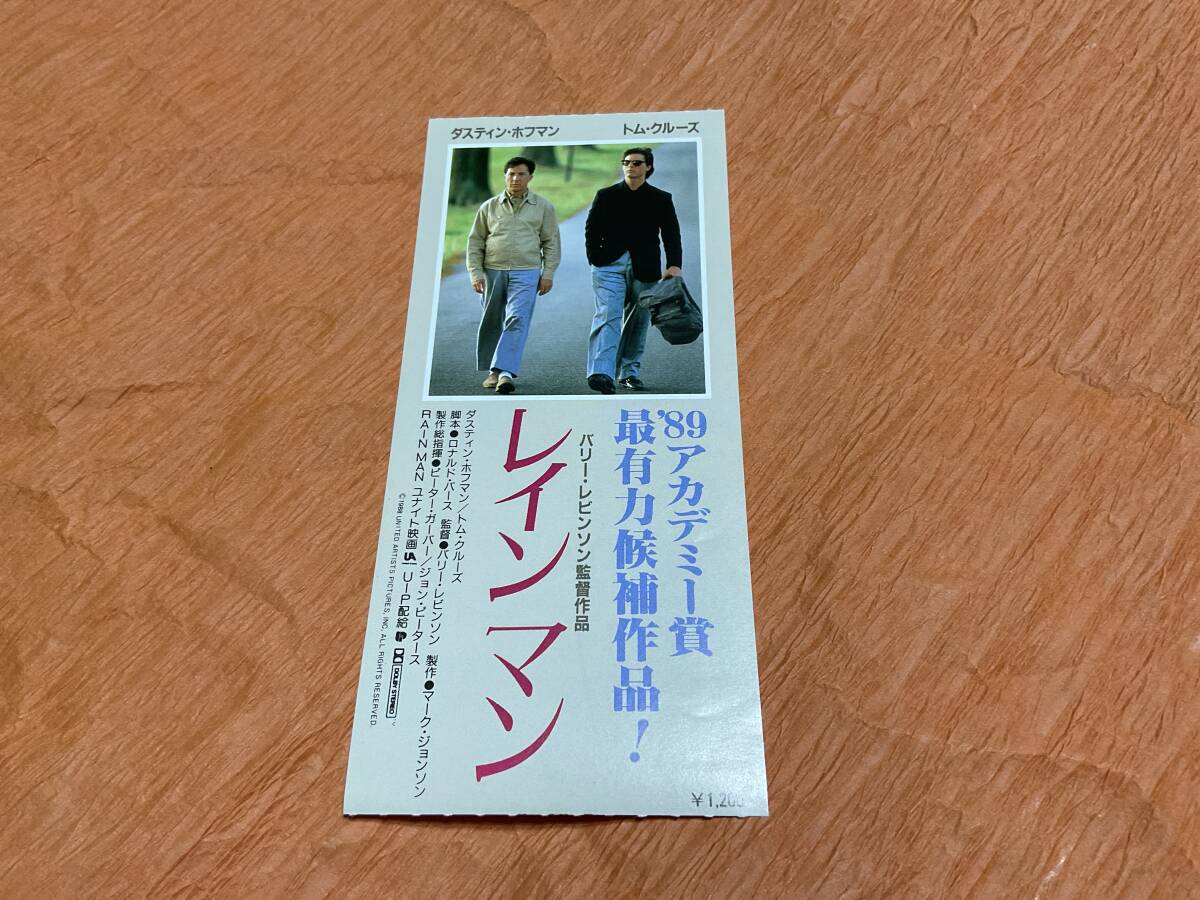 ダスティン・ホフマン
トム・クルーズ
'89アカデミー賞
最有力候補作品!
バリー・レビンソン監督作品
レインマン
ダスティン・ホフマン/トム・クルーズ
脚本●ロナルド・バース 監督●バリー・レビンソン 製作●マーク・ジョンソン
製作総指揮●ピーター・ガーバー/ジョン・ピータース
RAIN MAN ユナイト映画 UA UIP配給 DOLBY STEREO
©1988 UNITED ARTISTS PICTURES, INC. ALL RIGHTS RESERVED.
¥1,200